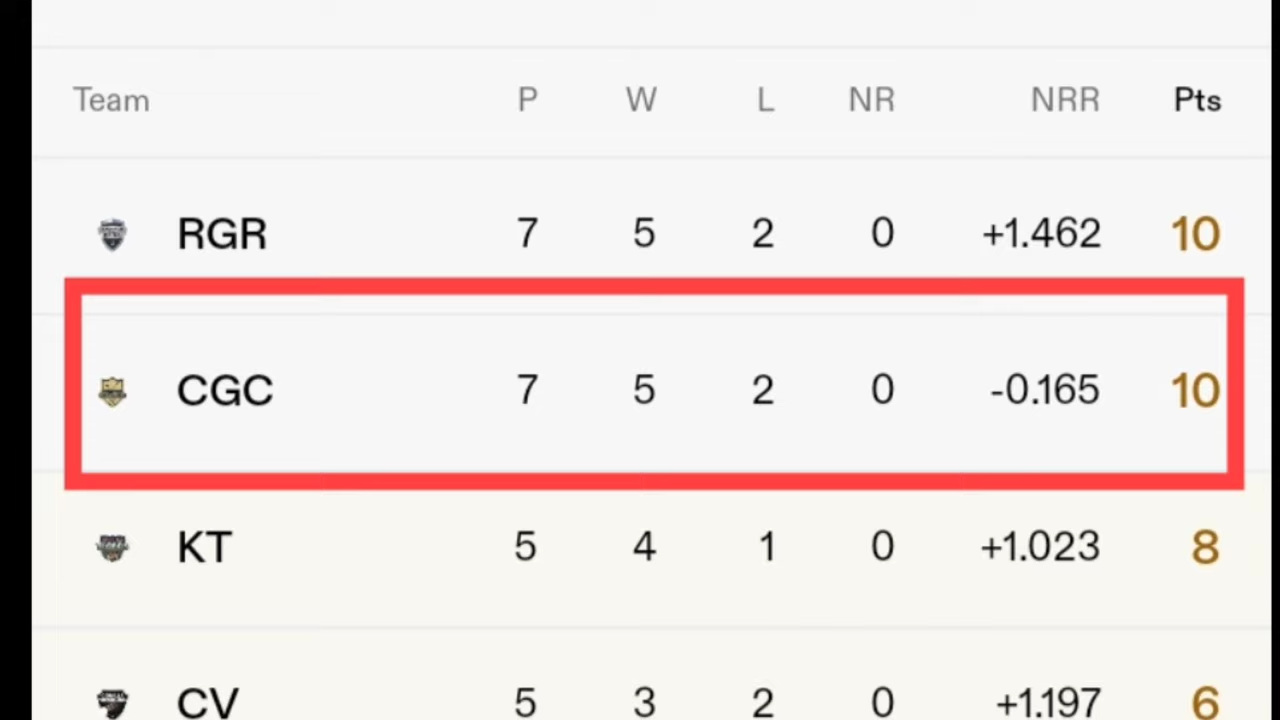 Team P W L NR NRR Pts
RGR 7 5 2 0 +1.462 10
CGC 7 5 2 0 -0.165 10
KT 5 4 1 0 +1.023 8
CV 5 3 2 0 +1.197 6